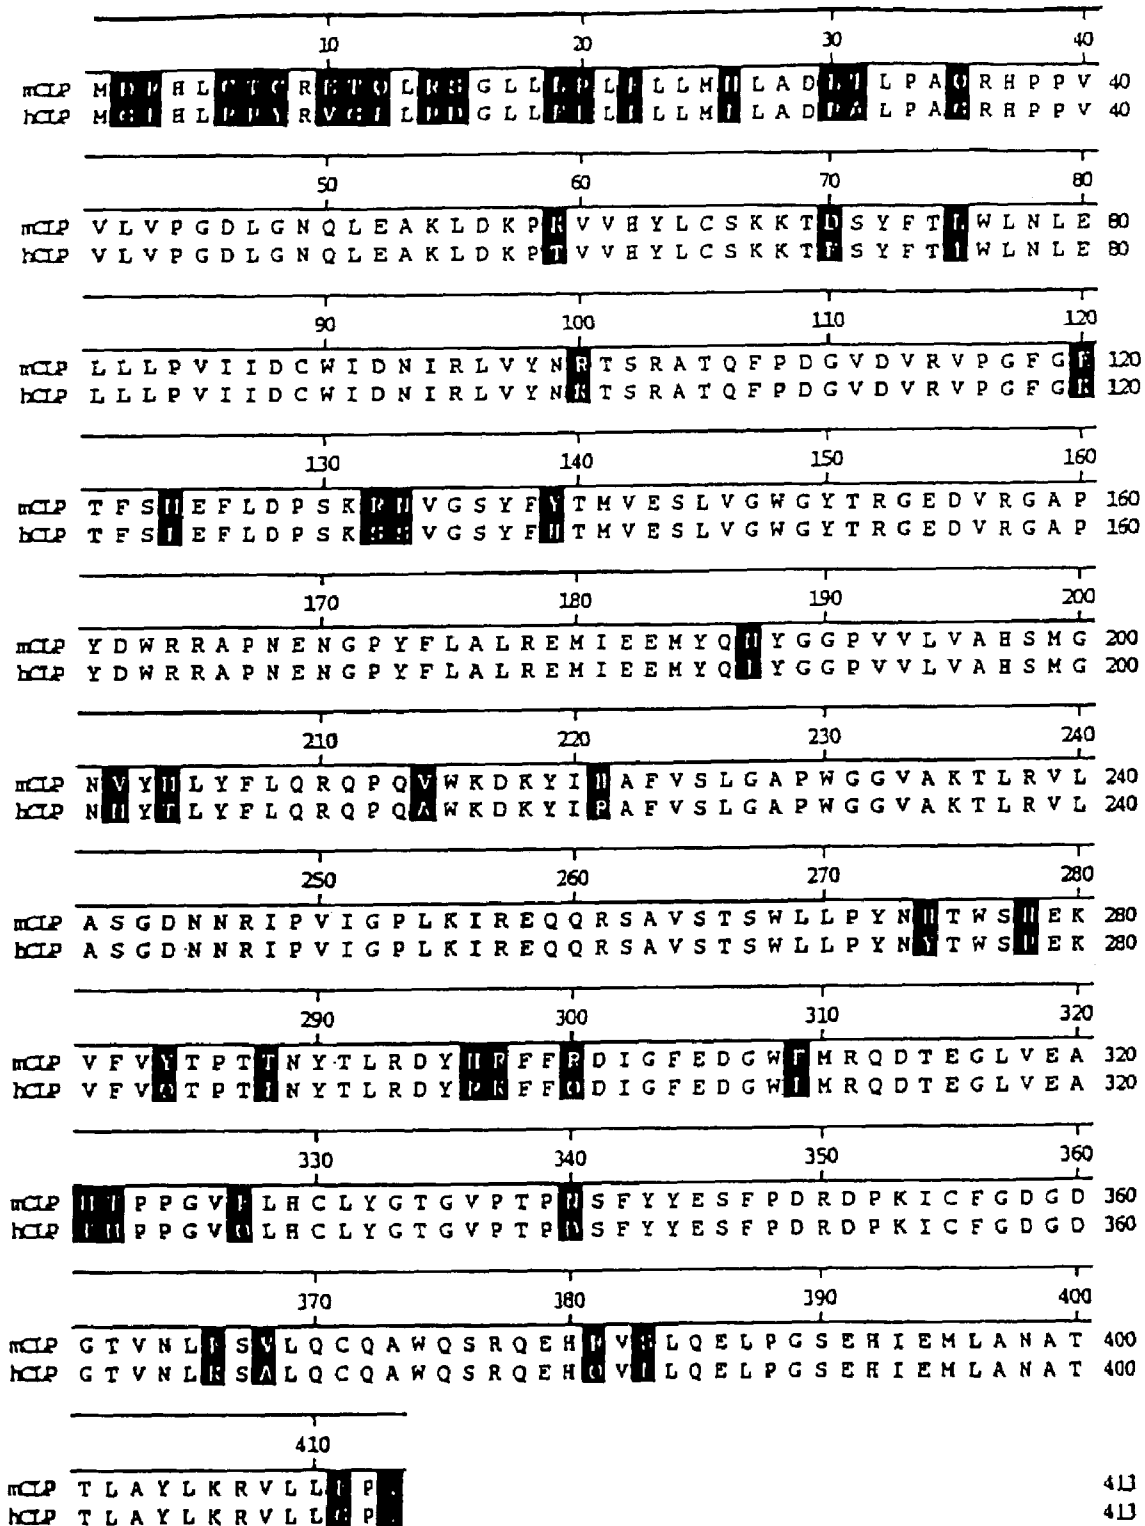 10 20 30 40
mCLP M D P H L T R T L R G L L L P L L L M L A D L P A Q R H P P V 40
hCLP M G H L P P Y R V G L P D G L L L L L M L A D P A L P A G R H P P V 40
50 60 70 80
mCLP V L V P G D L G N Q L E A K L D K P K V V H Y L C S K K T D S Y F T L W L N L E 80
hCLP V L V P G D L G N Q L E A K L D K P T V V H Y L C S K K T S Y F T W L N L E 80
90 100 110 120
mCLP L L L P V I I D C W I D N I R L V Y N R T S R A T Q F P D G V D V R V P G F G 120
hCLP L L L P V I I D C W I D N I R L V Y N K T S R A T Q F P D G V D V R V P G F G K 120
130 140 150 160
mCLP T F S E F L D P S K R V G S Y F Y T M V E S L V G W G Y T R G E D V R G A P 160
hCLP T F S E F L D P S K S V G S Y F T M V E S L V G W G Y T R G E D V R G A P 160
170 180 190 200
mCLP Y D W R R A P N E N G P Y F L A L R E M I E E M Y Q Y G G P V V L V A H S M G 200
hCLP Y D W R R A P N E N G P Y F L A L R E M I E E M Y Q Y G G P V V L V A H S M G 200
210 220 230 240
mCLP N V Y L Y F L Q R Q P Q V W K D K Y I A F V S L G A P W G G V A K T L R V L 240
hCLP N Y T L Y F L Q R Q P Q A W K D K Y I A F V S L G A P W G G V A K T L R V L 240
250 260 270 280
mCLP A S G D N N R I P V I G P L K I R E Q Q R S A V S T S W L L P Y N T W S E K 280
hCLP A S G D N N R I P V I G P L K I R E Q Q R S A V S T S W L L P Y N Y T W S E K 280
290 300 310 320
mCLP V F V Y T P T T N Y T L R D Y R F F R D I G F E D G W F M R Q D T E G L V E A 320
hCLP V F V Q T P T I N Y T L R D Y K F F Q D I G F E D G W M R Q D T E G L V E A 320
330 340 350 360
mCLP P P G V L H C L Y G T G V P T P N S F Y Y E S F P D R D P K I C F G D G D 360
hCLP P P G V Q L H C L Y G T G V P T P D S F Y Y E S F P D R D P K I C F G D G D 360
370 380 390 400
mCLP G T V N L S V L Q C Q A W Q S R Q E H V L Q E L P G S E H I E M L A N A T 400
hCLP G T V N L K S A L Q C Q A W Q S R Q E H Q V L Q E L P G S E H I E M L A N A T 400
410
mCLP T L A Y L K R V L L P . 413
hCLP T L A Y L K R V L L P . 413